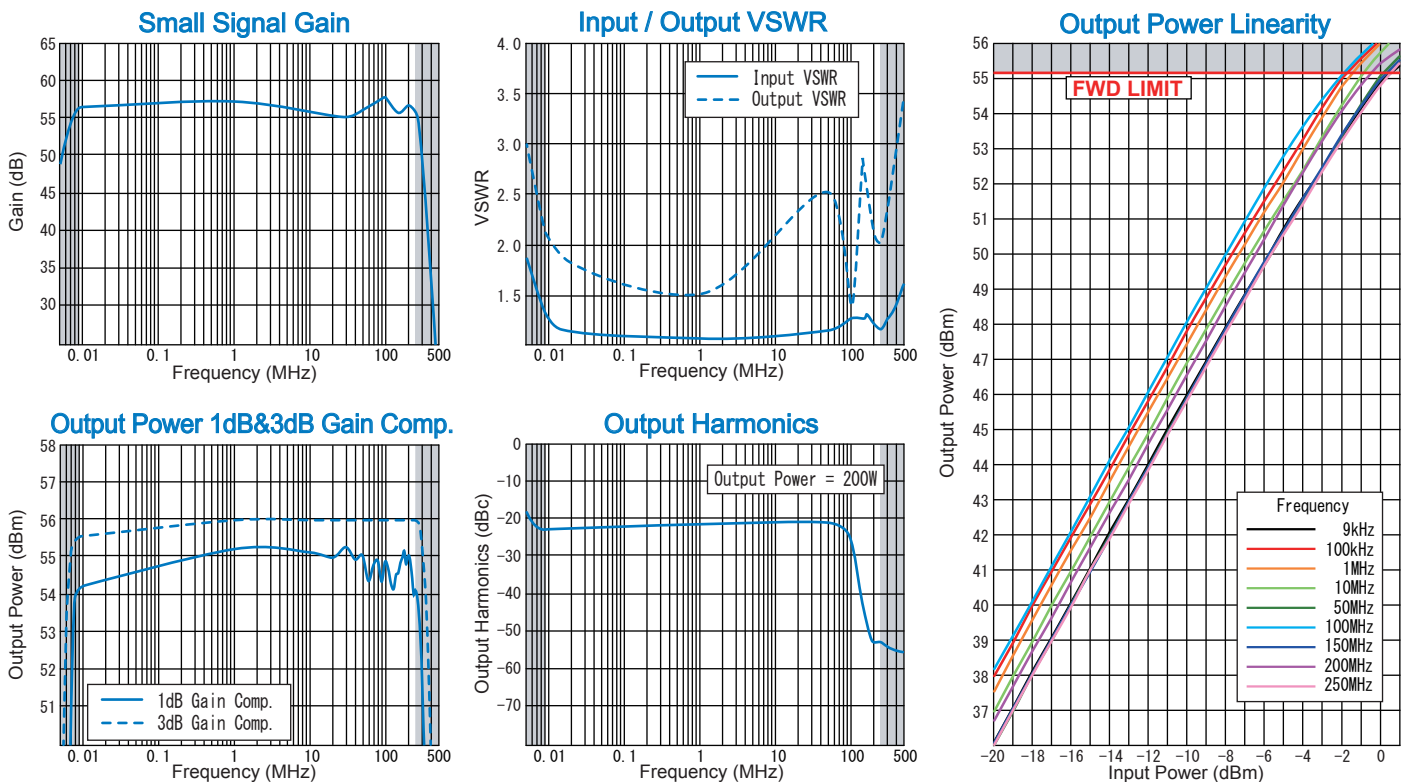 Small Signal Gain
Gain (dB)
65
60
55
50
45
40
35
30
0.01 0.1 1 10 100 500
Frequency (MHz)
Input / Output VSWR
VSWR
4.0
3.5
3.0
2.5
2.0
1.5
Input VSWR
Output VSWR
0.01 0.1 1 10 100 500
Frequency (MHz)
Output Power 1dB&3dB Gain Comp.
Output Power (dBm)
58
57
56
55
54
53
52
51
1dB Gain Comp.
3dB Gain Comp.
0.01 0.1 1 10 100 500
Frequency (MHz)
Output Harmonics
Output Harmonics (dBc)
0
-10
-20
-30
-40
-50
-60
-70
Output Power = 200W
0.01 0.1 1 10 100 500
Frequency (MHz)
Output Power Linearity
Output Power (dBm)
56
55
54
53
52
51
50
49
48
47
46
45
44
43
42
41
40
39
38
37
FWD LIMIT
Frequency
9kHz
100kHz
1MHz
10MHz
50MHz
100MHz
150MHz
200MHz
250MHz
-20 -18 -16 -14 -12 -10 -8 -6 -4 -2 0
Input Power (dBm)